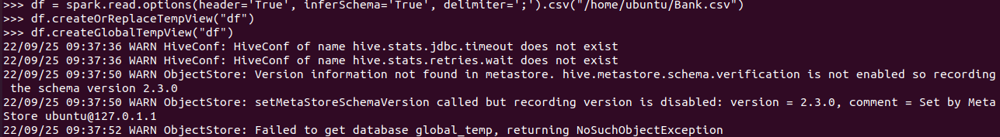 >>> df = spark.read.options(header='True', inferSchema='True', delimiter=';').csv("/home/ubuntu/Bank.csv")
>>> df.createOrReplaceTempView("df")
>>> df.createGlobalTempView("df")
22/09/25 09:37:36 WARN HiveConf: HiveConf of name hive.stats.jdbc.timeout does not exist
22/09/25 09:37:36 WARN HiveConf: HiveConf of name hive.stats.retries.wait does not exist
22/09/25 09:37:50 WARN ObjectStore: Version information not found in metastore. hive.metastore.schema.verification is not enabled so recording
 the schema version 2.3.0
22/09/25 09:37:50 WARN ObjectStore: setMetaStoreSchemaVersion called but recording version is disabled: version = 2.3.0, comment = Set by Meta
Store ubuntu@127.0.1.1
22/09/25 09:37:52 WARN ObjectStore: Failed to get database global_temp, returning NoSuchObjectException